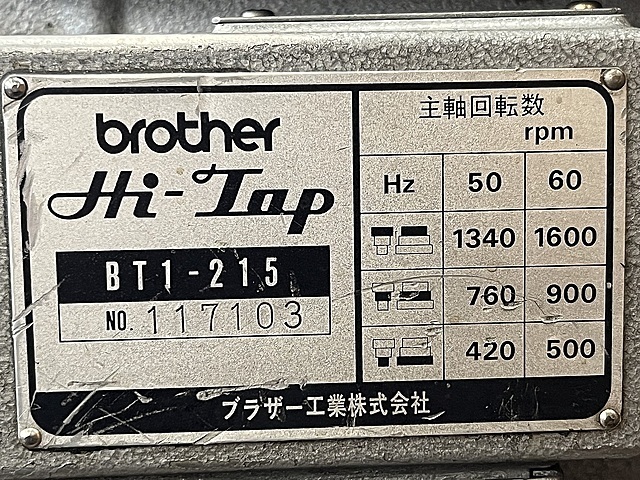 brother
Hi-Tap
BT1-215
NO. 117103
主軸回転数
rpm
Hz 50 60
1340 1600
760 900
420 500
ブラザー工業株式会社